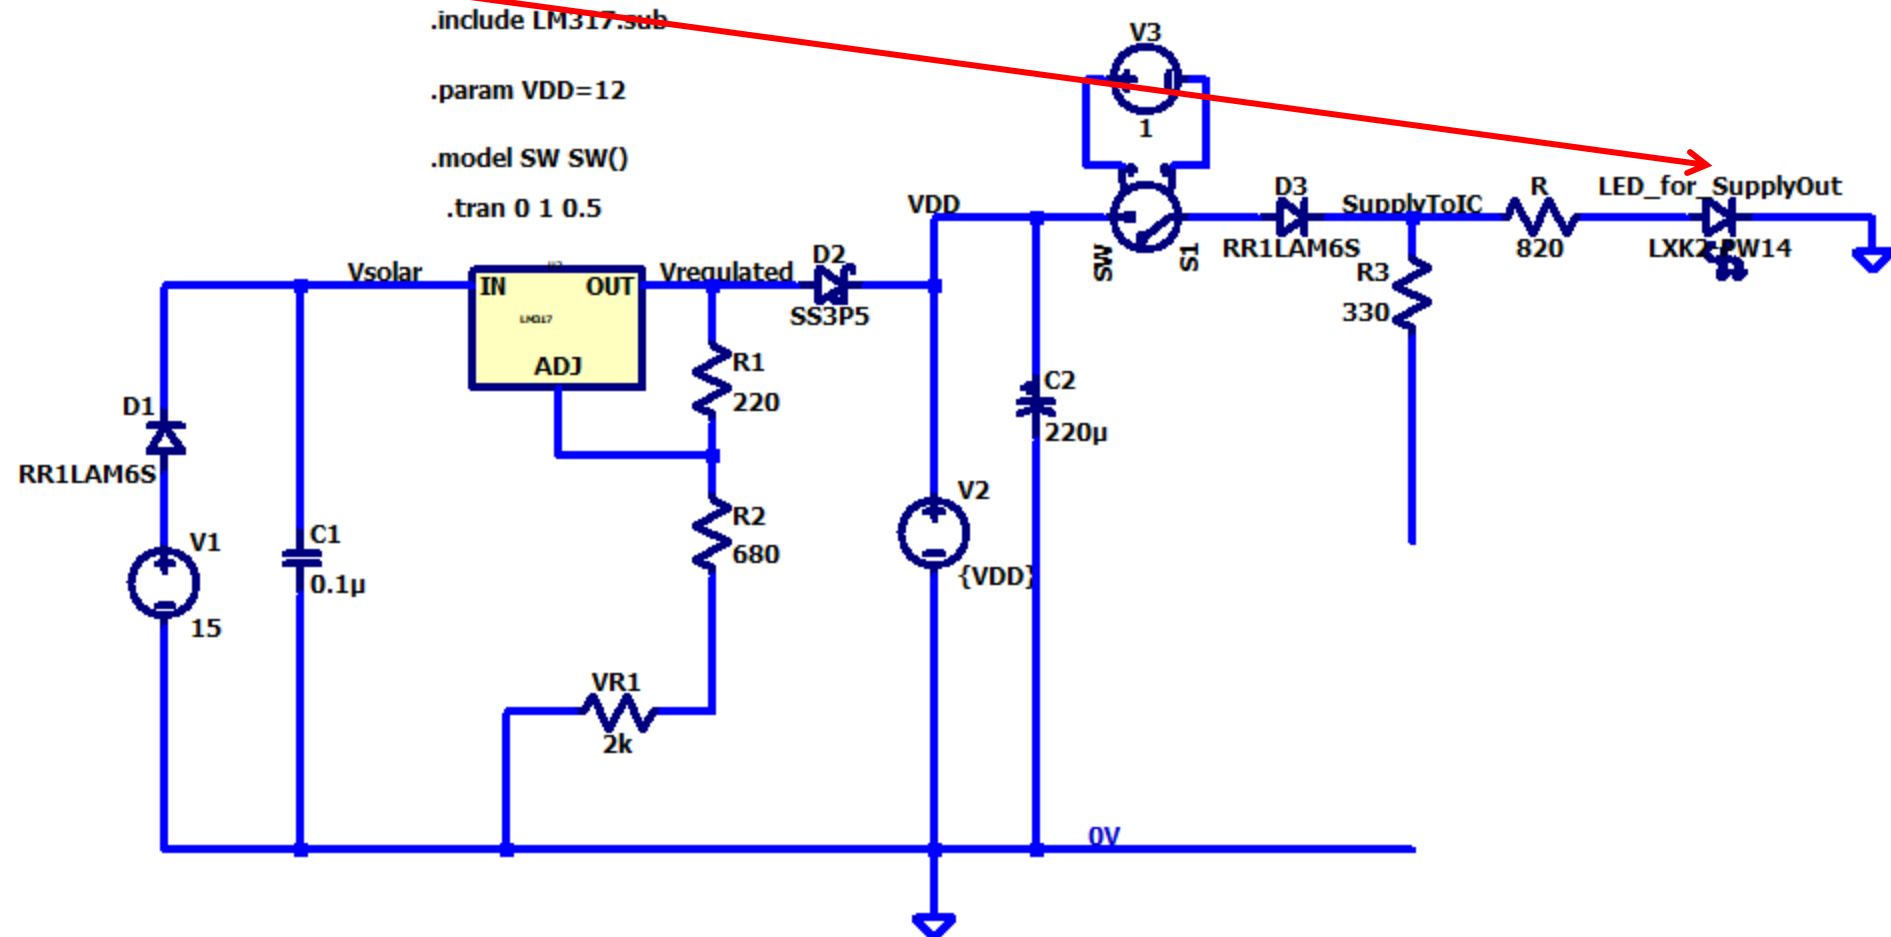 .include LM317.sub
.param VDD=12
.model SW SW()
.tran 0 1 0.5
V3
1
VDD
SW
S1
D3
RR1LAM6S
SupplyToIC
R
820
LED_for_SupplyOut
LXK2-PW14
R3
330
Vsolar
IN
OUT
LM317
ADJ
Vregulated
D2
SS3P5
R1
220
D1
RR1LAM6S
C2
220µ
V1
15
C1
0.1µ
R2
680
V2
{VDD}
VR1
2k
0V